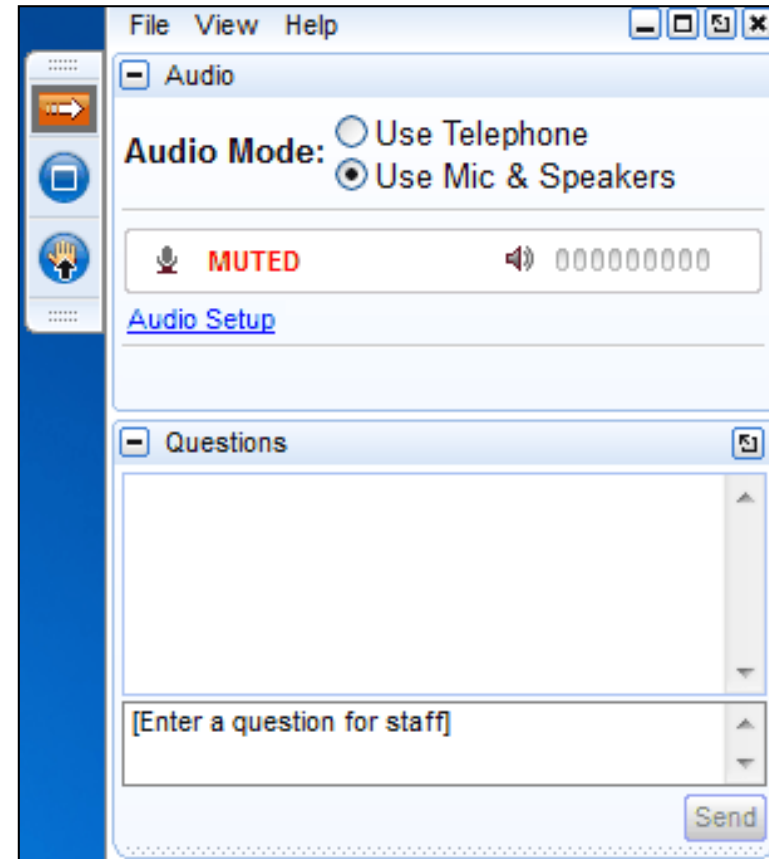 File View Help
Audio
Audio Mode:
Use Telephone
Use Mic & Speakers
MUTED 000000000
Audio Setup
Questions
[Enter a question for staff]
Send